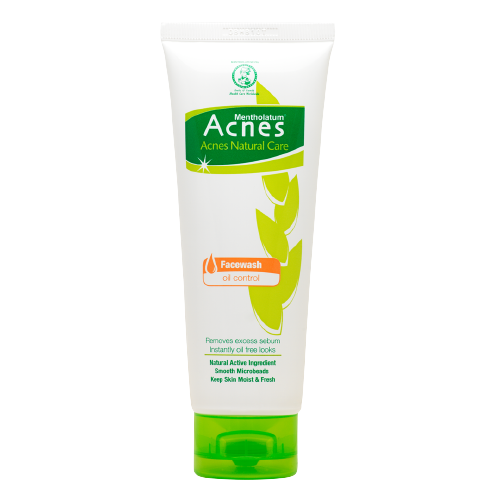 Mentholatum
Acnes
Acnes Natural Care
Facewash
oil control
Removes excess sebum
Instantly oil free looks
Natural Active Ingredient
Smooth Microbeads
Keep Skin Moist & Fresh